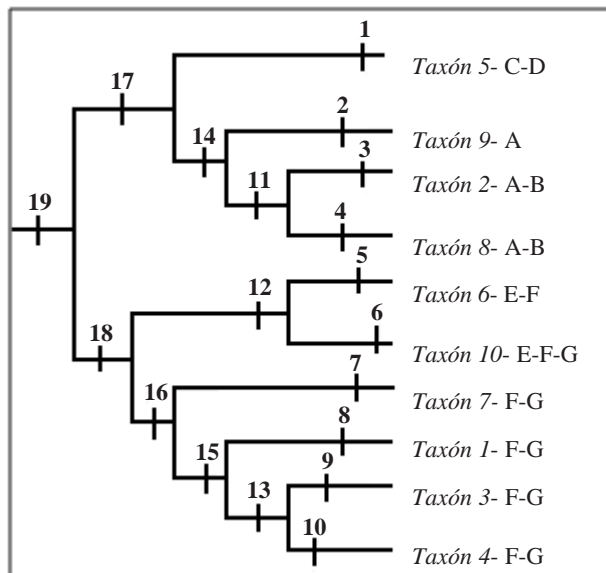 1
Taxón 5- C-D
17
2
Taxón 9- A
14
3
Taxón 2- A-B
11
4
Taxón 8- A-B
19
5
Taxón 6- E-F
12
6
Taxón 10- E-F-G
18
7
Taxón 7- F-G
16
8
Taxón 1- F-G
15
9
Taxón 3- F-G
13
10
Taxón 4- F-G